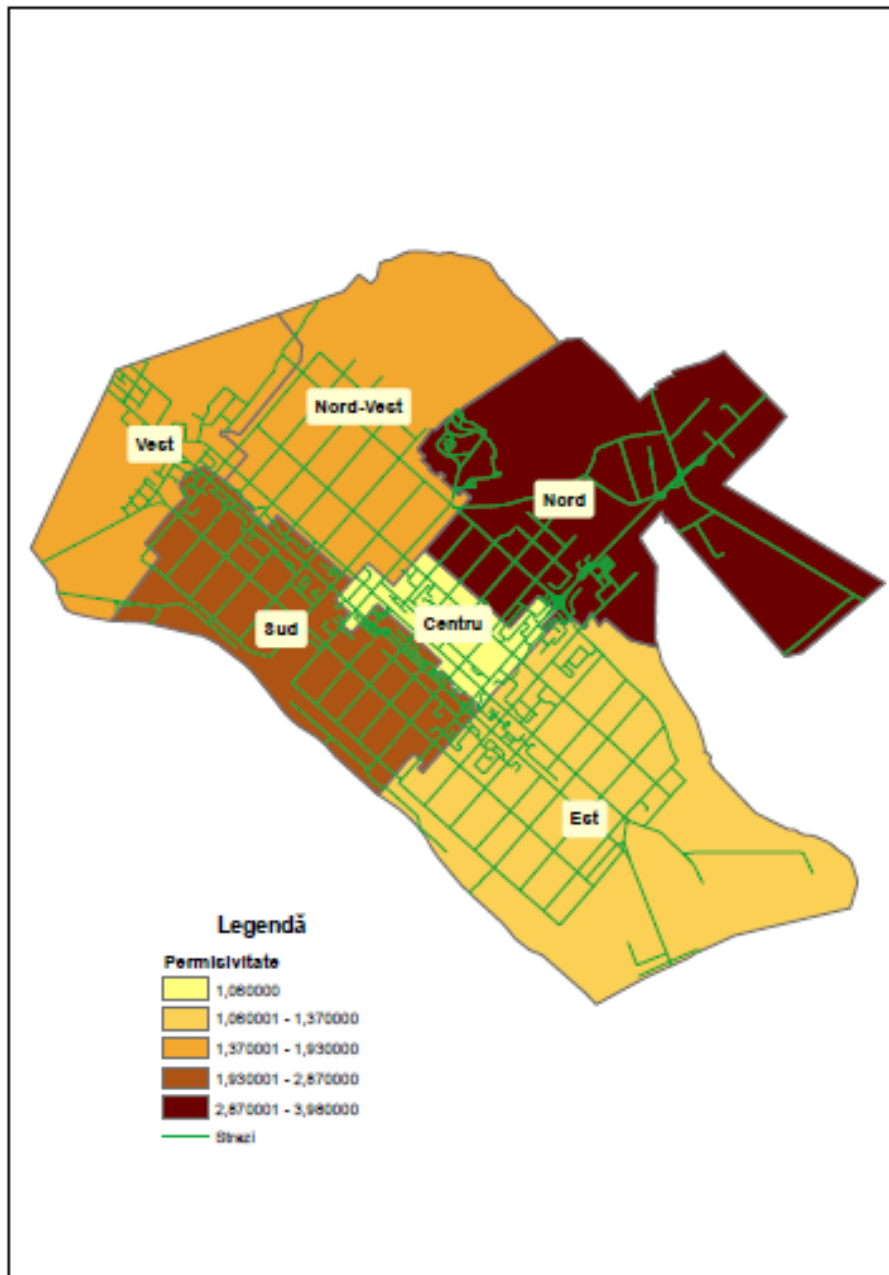 Nord-Vest
Vest
Nord
Centru
Sud
Est
Legendă
Permisivitate
1,060000
1,060001 - 1,370000
1,370001 - 1,930000
1,930001 - 2,870000
2,870001 - 3,980000
Strazi